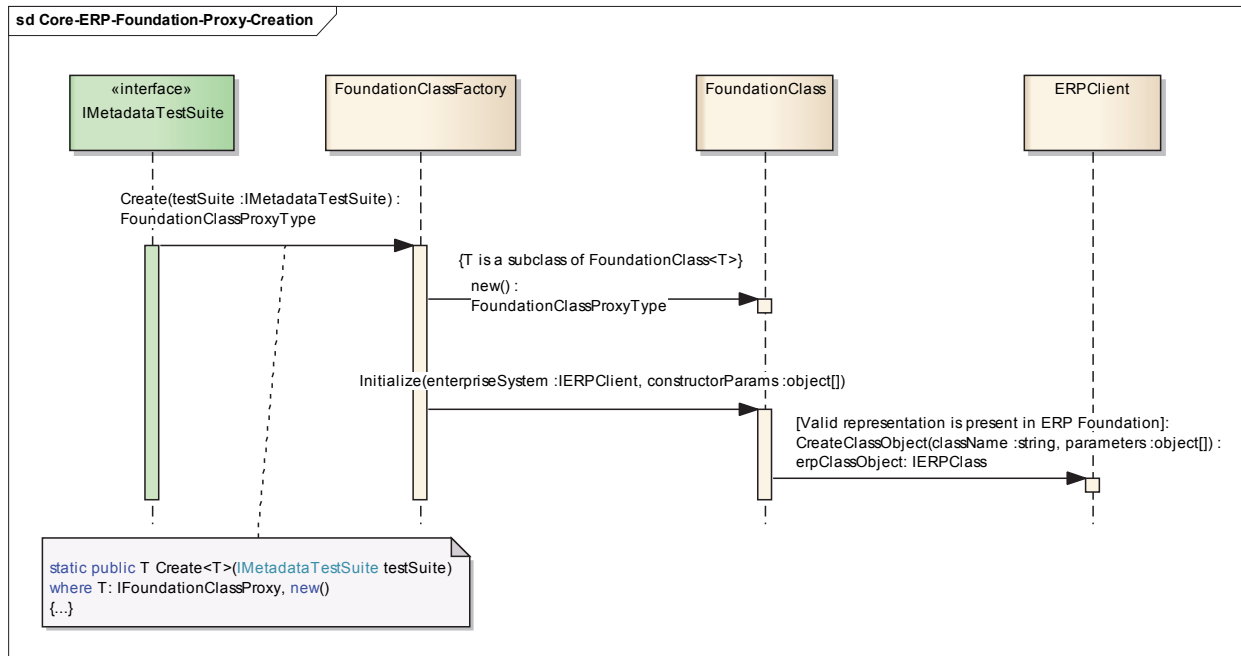 sd Core-ERP-Foundation-Proxy-Creation
«interface»
IMetadataTestSuite
FoundationClassFactory
FoundationClass
ERPClient
Create(testSuite :IMetadataTestSuite) :
FoundationClassProxyType
{T is a subclass of FoundationClass<T>}
new() :
FoundationClassProxyType
Initialize(enterpriseSystem :IERPClient, constructorParams :object[])
[Valid representation is present in ERP Foundation]:
CreateClassObject(className :string, parameters :object[]) :
erpClassObject: IERPClass
static public T Create<T>(IMetadataTestSuite testSuite)
where T: IFoundationClassProxy, new()
{...}